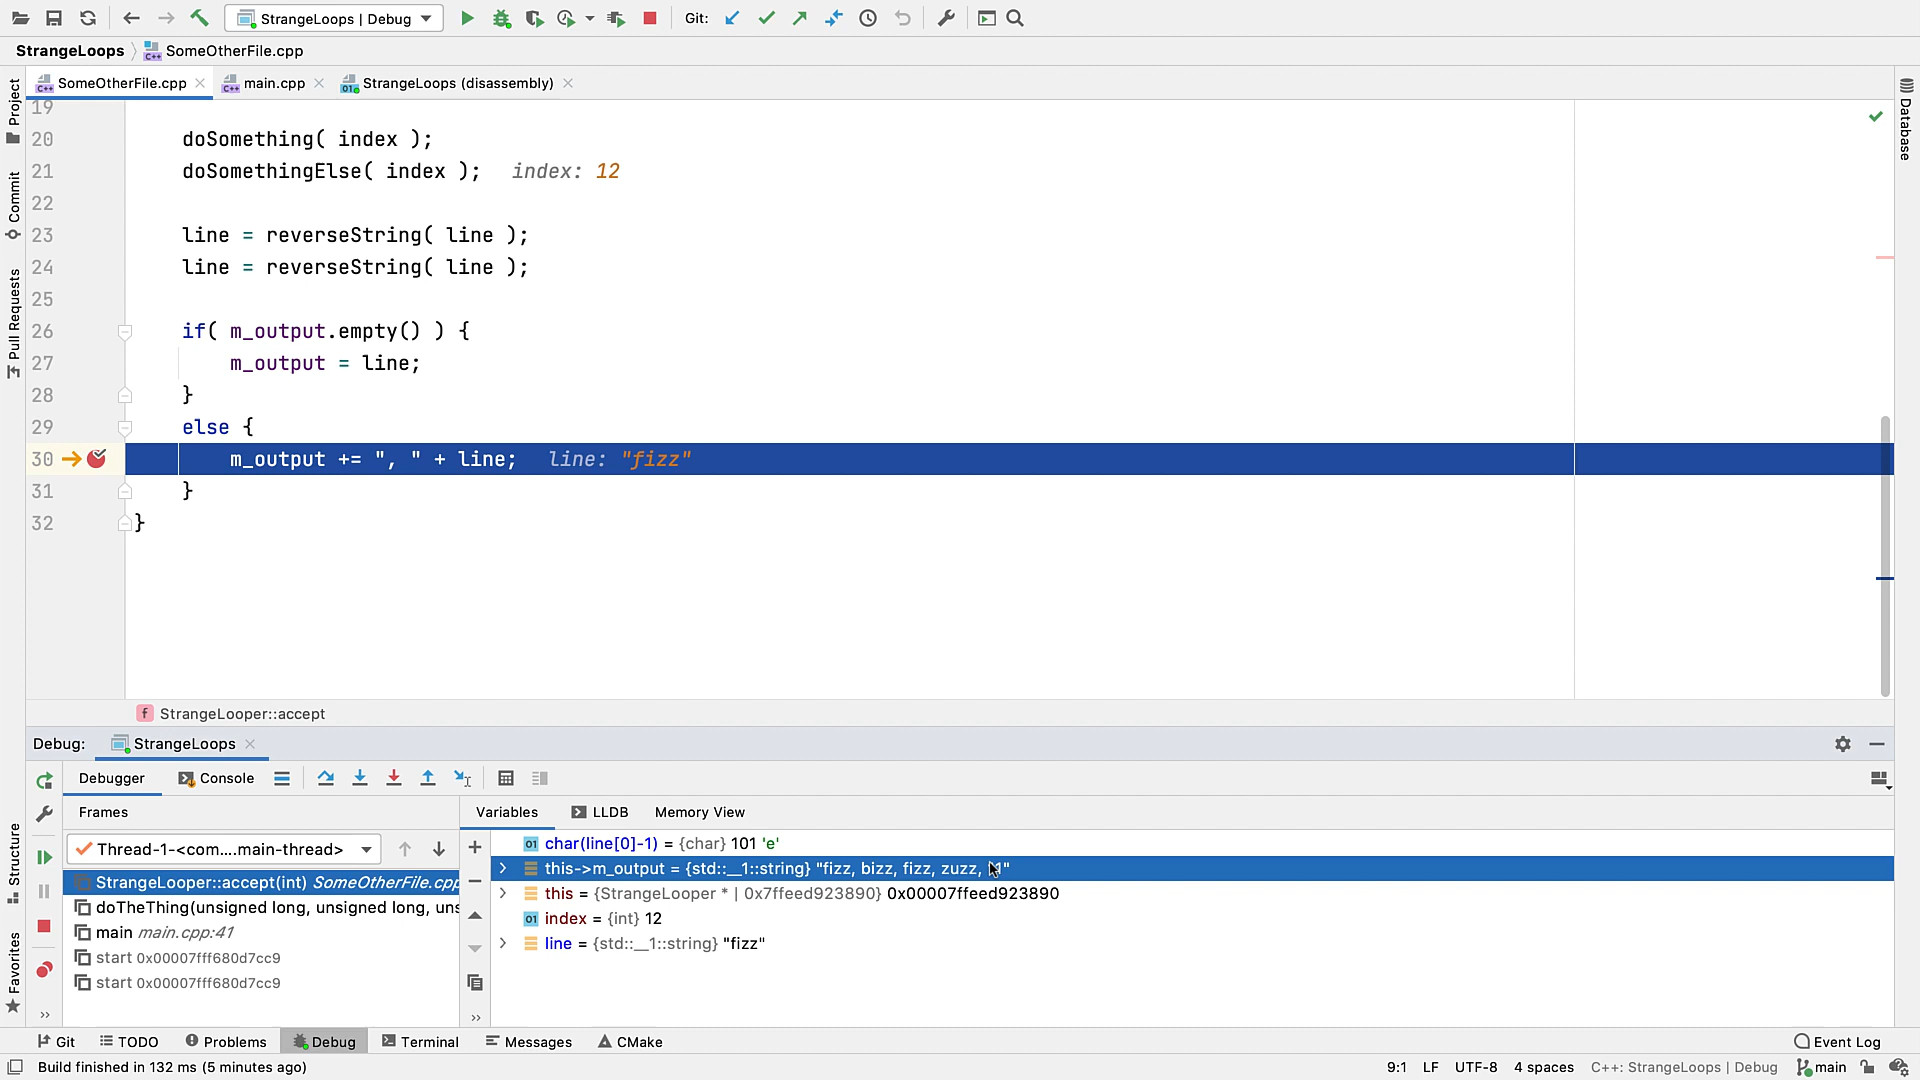 StrangeLoops | Debug
Git:
StrangeLoops
SomeOtherFile.cpp
SomeOtherFile.cpp
main.cpp
StrangeLoops (disassembly)
Project
Commit
Pull Requests
Structure
Favorites
Database
19
20 doSomething( index );
21 doSomethingElse( index ); index: 12
22
23 line = reverseString( line );
24 line = reverseString( line );
25
26 if( m_output.empty() ) {
27 m_output = line;
28 }
29 else {
30 m_output += ", " + line; line: "fizz"
31 }
32 }
f StrangeLooper::accept
Debug: StrangeLoops
Debugger Console
Frames
Variables LLDB Memory View
Thread-1-<com....main-thread>
StrangeLooper::accept(int) SomeOtherFile.cpp
doTheThing(unsigned long, unsigned long, uns
main main.cpp:41
start 0x00007fff680d7cc9
start 0x00007fff680d7cc9
char(line[0]-1) = {char} 101 'e'
this->m_output = {std::__1::string} "fizz, bizz, fizz, zuzz,
this = {StrangeLooper * | 0x7ffeed923890} 0x00007ffeed923890
index = {int} 12
line = {std::__1::string} "fizz"
Git TODO Problems Debug Terminal Messages CMake Event Log
Build finished in 132 ms (5 minutes ago)
9:1 LF UTF-8 4 spaces C++: StrangeLoops | Debug main